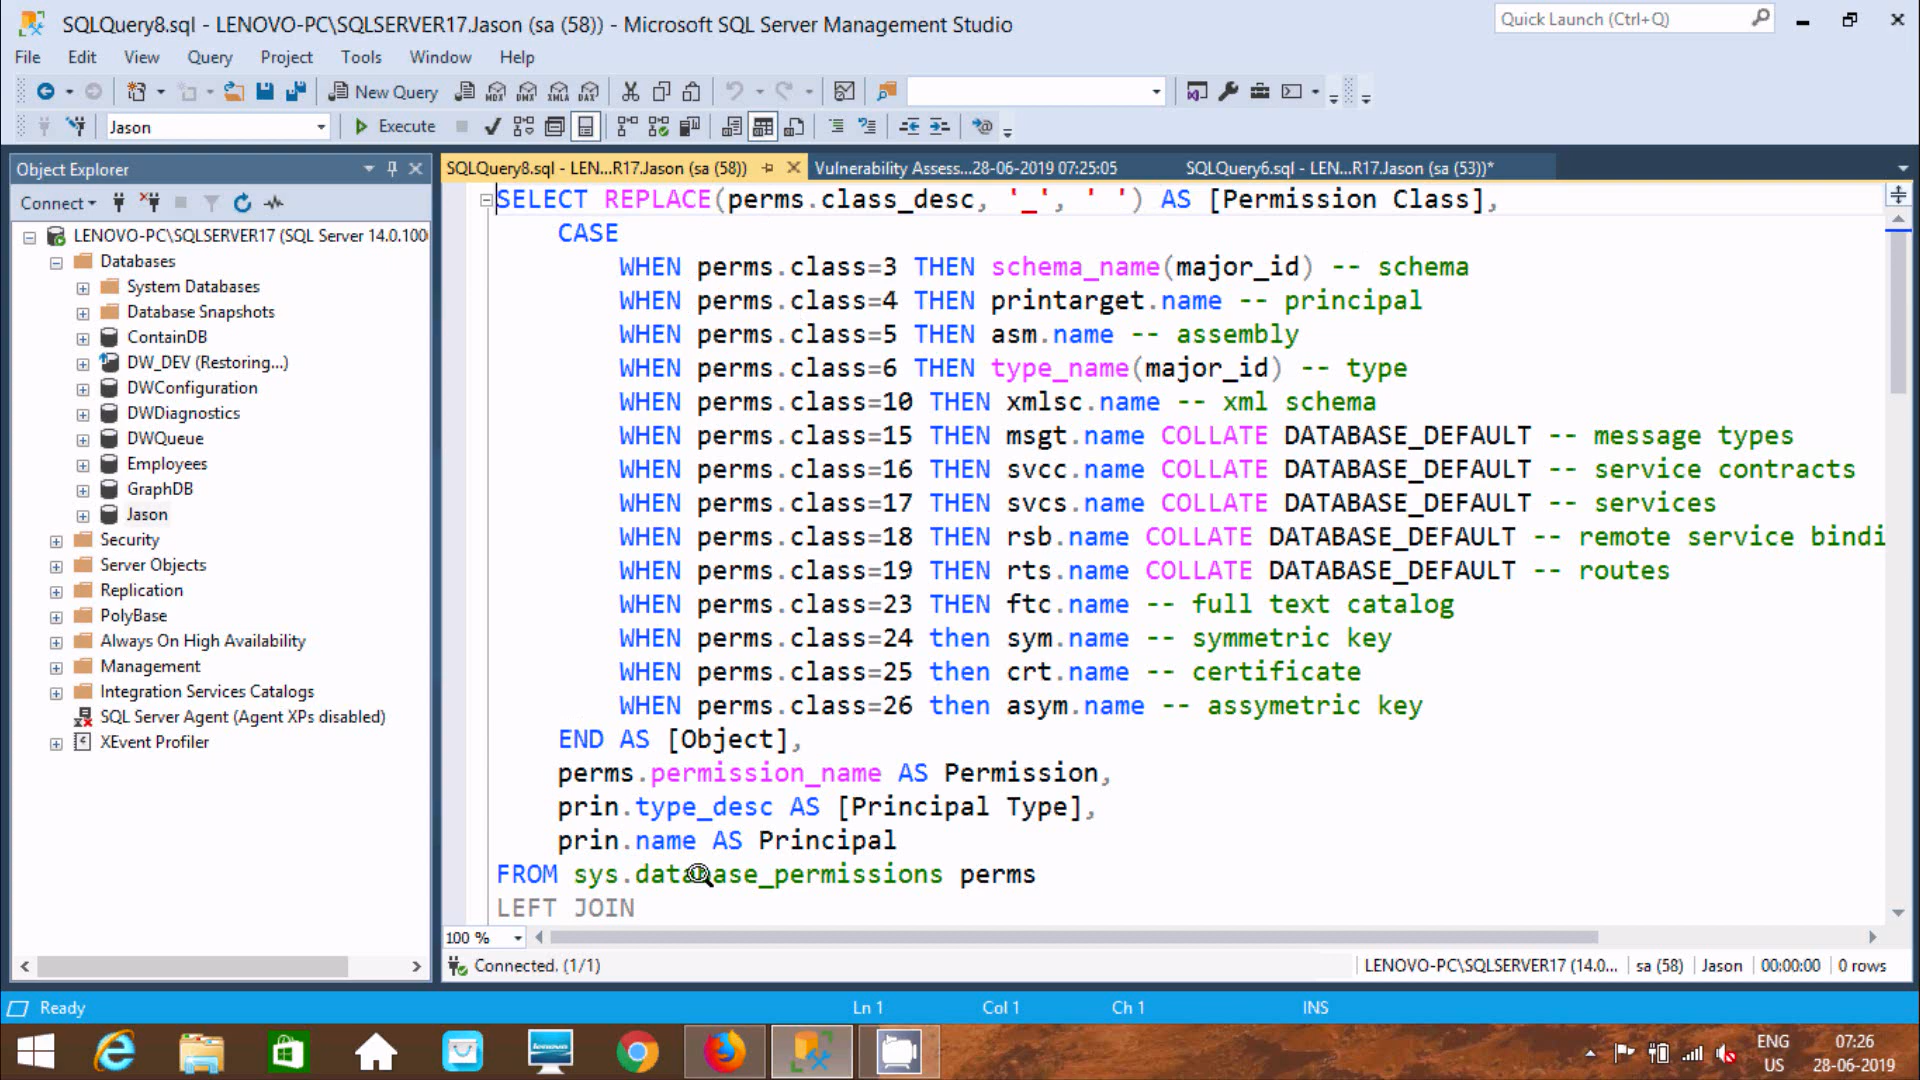 SQLQuery8.sql - LENOVO-PC\SQLSERVER17.Jason (sa (58)) - Microsoft SQL Server Management Studio
Quick Launch (Ctrl+Q)
File Edit View Query Project Tools Window Help
New Query
MDX DMX XMLA DAX
Jason
Execute
Object Explorer
Connect
LENOVO-PC\SQLSERVER17 (SQL Server 14.0.100
Databases
System Databases
Database Snapshots
ContainDB
DW_DEV (Restoring...)
DWConfiguration
DWDiagnostics
DWQueue
Employees
GraphDB
Jason
Security
Server Objects
Replication
PolyBase
Always On High Availability
Management
Integration Services Catalogs
SQL Server Agent (Agent XPs disabled)
XEvent Profiler
SQLQuery8.sql - LEN...R17.Jason (sa (58)) Vulnerability Assess...28-06-2019 07:25:05 SQLQuery6.sql - LEN...R17.Jason (sa (53))*
SELECT REPLACE(perms.class_desc, '_', ' ') AS [Permission Class],
CASE
WHEN perms.class=3 THEN schema_name(major_id) -- schema
WHEN perms.class=4 THEN printarget.name -- principal
WHEN perms.class=5 THEN asm.name -- assembly
WHEN perms.class=6 THEN type_name(major_id) -- type
WHEN perms.class=10 THEN xmlsc.name -- xml schema
WHEN perms.class=15 THEN msgt.name COLLATE DATABASE_DEFAULT -- message types
WHEN perms.class=16 THEN svcc.name COLLATE DATABASE_DEFAULT -- service contracts
WHEN perms.class=17 THEN svcs.name COLLATE DATABASE_DEFAULT -- services
WHEN perms.class=18 THEN rsb.name COLLATE DATABASE_DEFAULT -- remote service bindi
WHEN perms.class=19 THEN rts.name COLLATE DATABASE_DEFAULT -- routes
WHEN perms.class=23 THEN ftc.name -- full text catalog
WHEN perms.class=24 then sym.name -- symmetric key
WHEN perms.class=25 then crt.name -- certificate
WHEN perms.class=26 then asym.name -- assymetric key
END AS [Object],
perms.permission_name AS Permission,
prin.type_desc AS [Principal Type],
prin.name AS Principal
FROM sys.database_permissions perms
LEFT JOIN
100 %
Connected. (1/1)
LENOVO-PC\SQLSERVER17 (14.0... sa (58) Jason 00:00:00 0 rows
Ready
Ln 1 Col 1 Ch 1 INS
ENG
US
07:26
28-06-2019